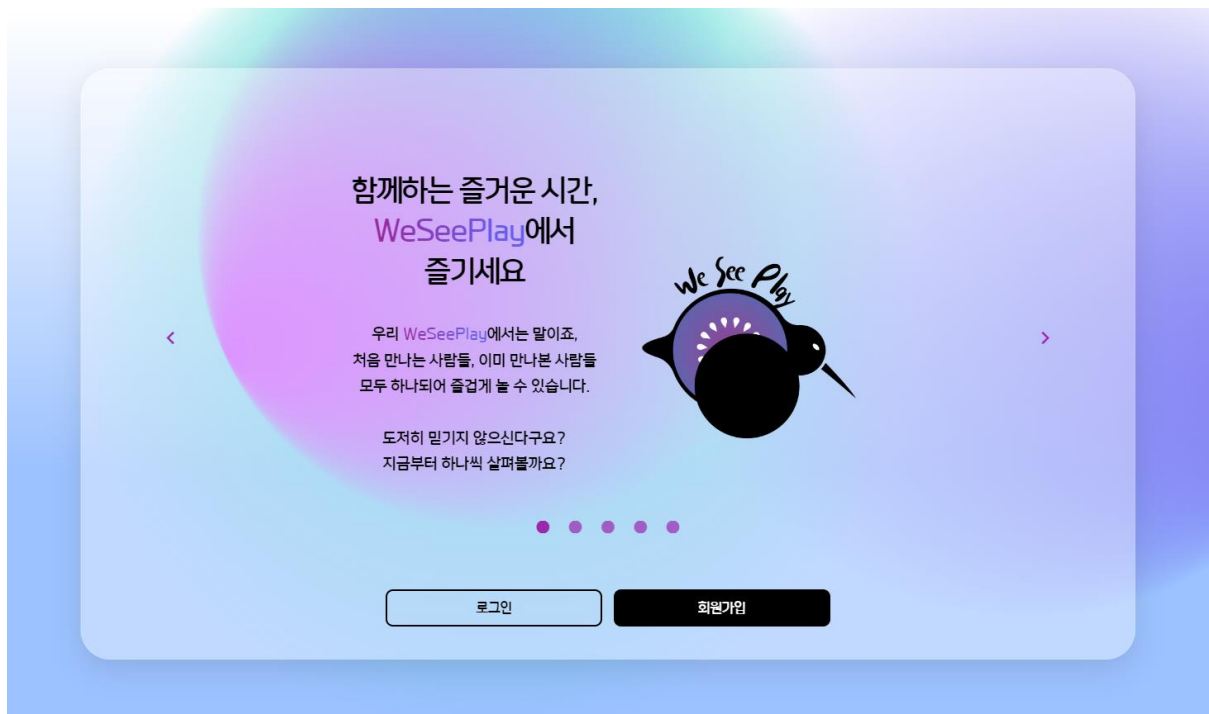 함께하는 즐거운 시간,
WeSeePlay에서
즐기세요
우리 WeSeePlay에서는 말이죠,
처음 만나는 사람들, 이미 만나본 사람들
모두 하나되어 즐겁게 놀 수 있습니다.
도저히 믿기지 않으신다구요?
지금부터 하나씩 살펴볼까요?
We See Play
로그인
회원가입